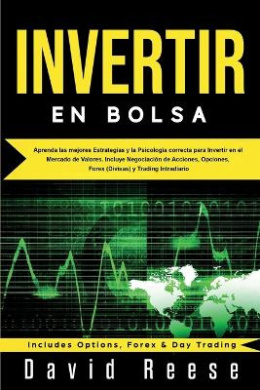 INVERTIR
EN BOLSA
Aprenda las mejores Estrategias y la Psicología correcta para Invertir en el
Mercado de Valores. Incluye Negociación de Acciones, Opciones,
Forex (Divisas) y Trading Intradiario
Includes Options, Forex & Day Trading
David Reese